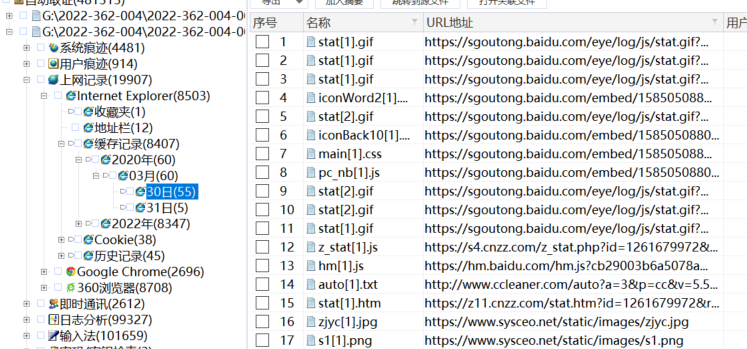 自动取证(481315)
G:\2022-362-004\2022-362-004-00
G:\2022-362-004\2022-362-004-00
系统痕迹(4481)
用户痕迹(914)
上网记录(19907)
Internet Explorer(8503)
收藏夹(1)
地址栏(12)
缓存记录(8407)
2020年(60)
03月(60)
30日(55)
31日(5)
2022年(8347)
Cookie(38)
历史记录(45)
Google Chrome(2696)
360浏览器(8708)
即时通讯(2612)
日志分析(99327)
输入法(101659)
导出 加入摘要 跳转到源文件 打开关联文件
序号 名称 URL地址 用户
1 stat[1].gif https://sgoutong.baidu.com/eye/log/js/stat.gif?...
2 stat[1].gif https://sgoutong.baidu.com/eye/log/js/stat.gif?...
3 stat[1].gif https://sgoutong.baidu.com/eye/log/js/stat.gif?...
4 iconWord2[1].... https://sgoutong.baidu.com/embed/158505088...
5 stat[2].gif https://sgoutong.baidu.com/eye/log/js/stat.gif?...
6 iconBack10[1].... https://sgoutong.baidu.com/embed/1585050880...
7 main[1].css https://sgoutong.baidu.com/embed/158505088...
8 pc_nb[1].js https://sgoutong.baidu.com/embed/1585050880...
9 stat[2].gif https://sgoutong.baidu.com/eye/log/js/stat.gif?...
10 stat[2].gif https://sgoutong.baidu.com/eye/log/js/stat.gif?...
11 stat[1].gif https://sgoutong.baidu.com/eye/log/js/stat.gif?...
12 z_stat[1].js https://s4.cnzz.com/z_stat.php?id=1261679972&...
13 hm[1].js https://hm.baidu.com/hm.js?cb29003b6a5078a...
14 auto[1].txt http://www.ccleaner.com/auto?a=3&p=cc&v=5.5...
15 stat[1].htm https://z11.cnzz.com/stat.htm?id=1261679972&r...
16 zjyc[1].jpg https://www.sysceo.net/static/images/zjyc.jpg
17 s1[1].png https://www.sysceo.net/static/images/s1.png